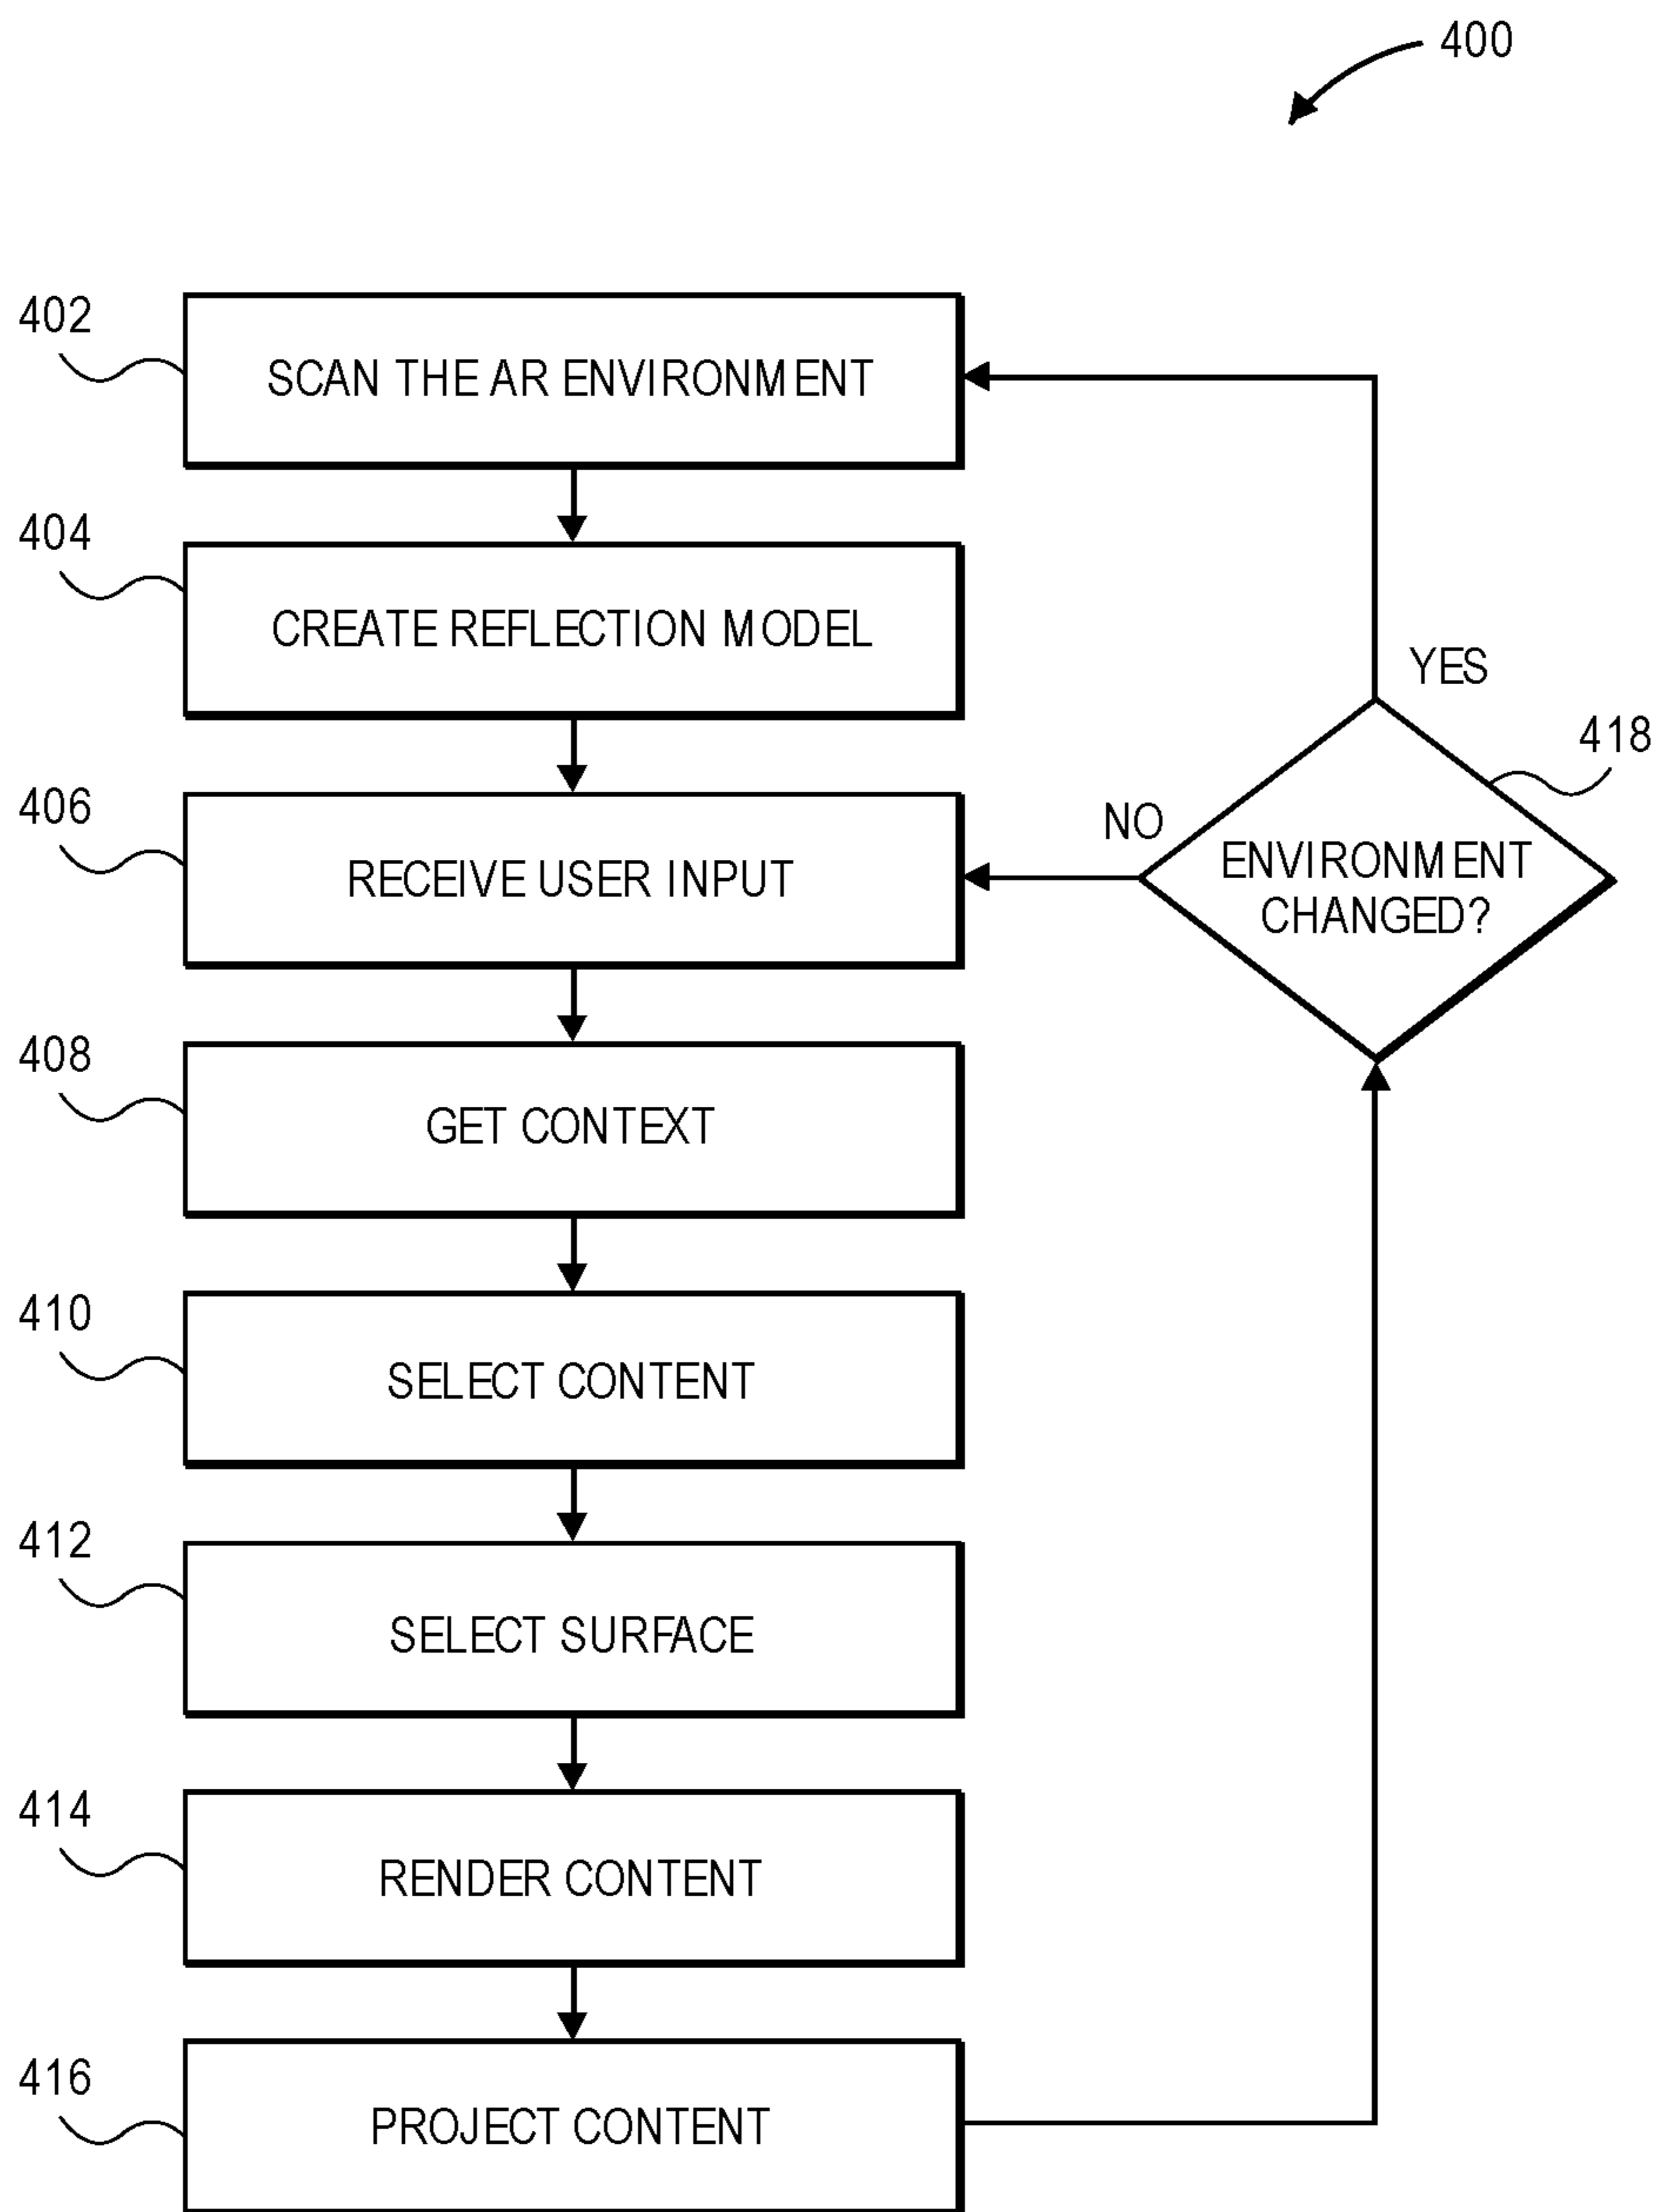 400
402
SCAN THE AR ENVIRONMENT
404
CREATE REFLECTION MODEL
YES
418
406
RECEIVE USER INPUT
NO
ENVIRONMENT
CHANGED?
408
GET CONTEXT
410
SELECT CONTENT
412
SELECT SURFACE
414
RENDER CONTENT
416
PROJECT CONTENT